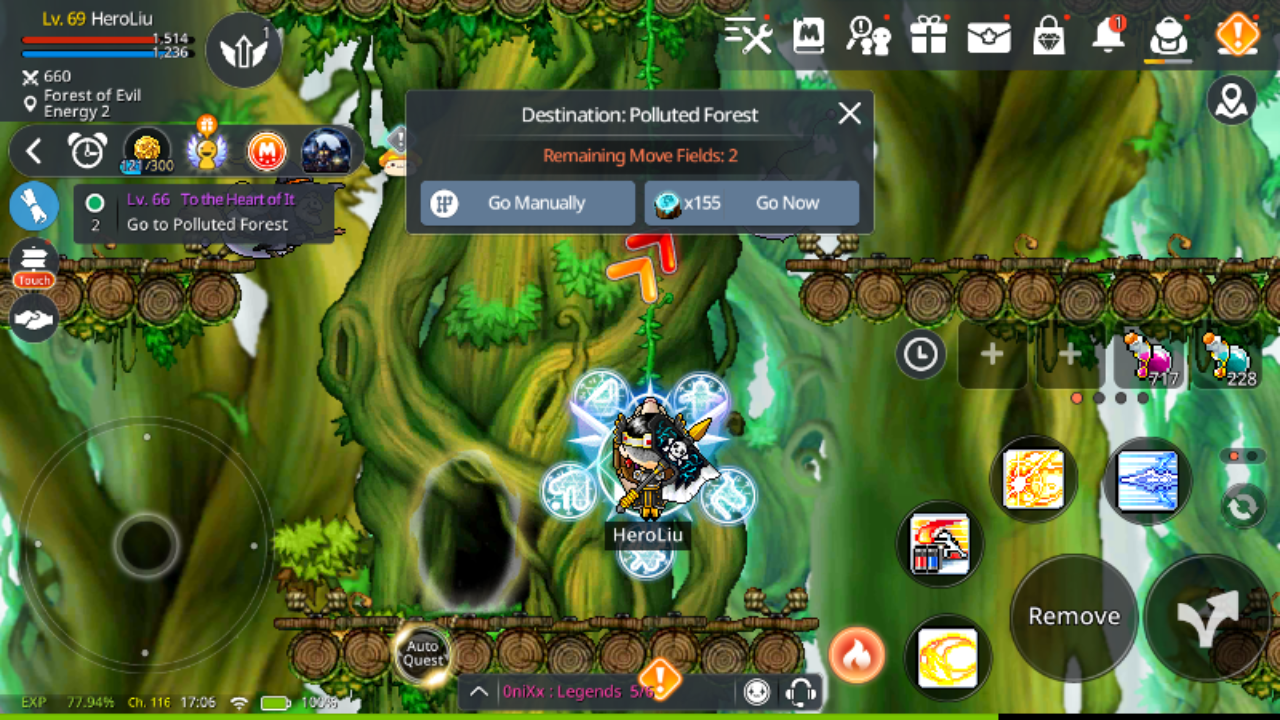 Lv. 69 HeroLiu
1
1,514
1,236
660
Forest of Evil
Energy 2
121/300
1
Destination: Polluted Forest
Remaining Move Fields: 2
Go Manually
x155
Go Now
Lv. 66 To the Heart of It
2
Go to Polluted Forest
Touch
717
228
HeroLiu
Remove
Auto
Quest
0niXx : Legends 5/6
EXP 77.94% Ch. 116 17:06 100%